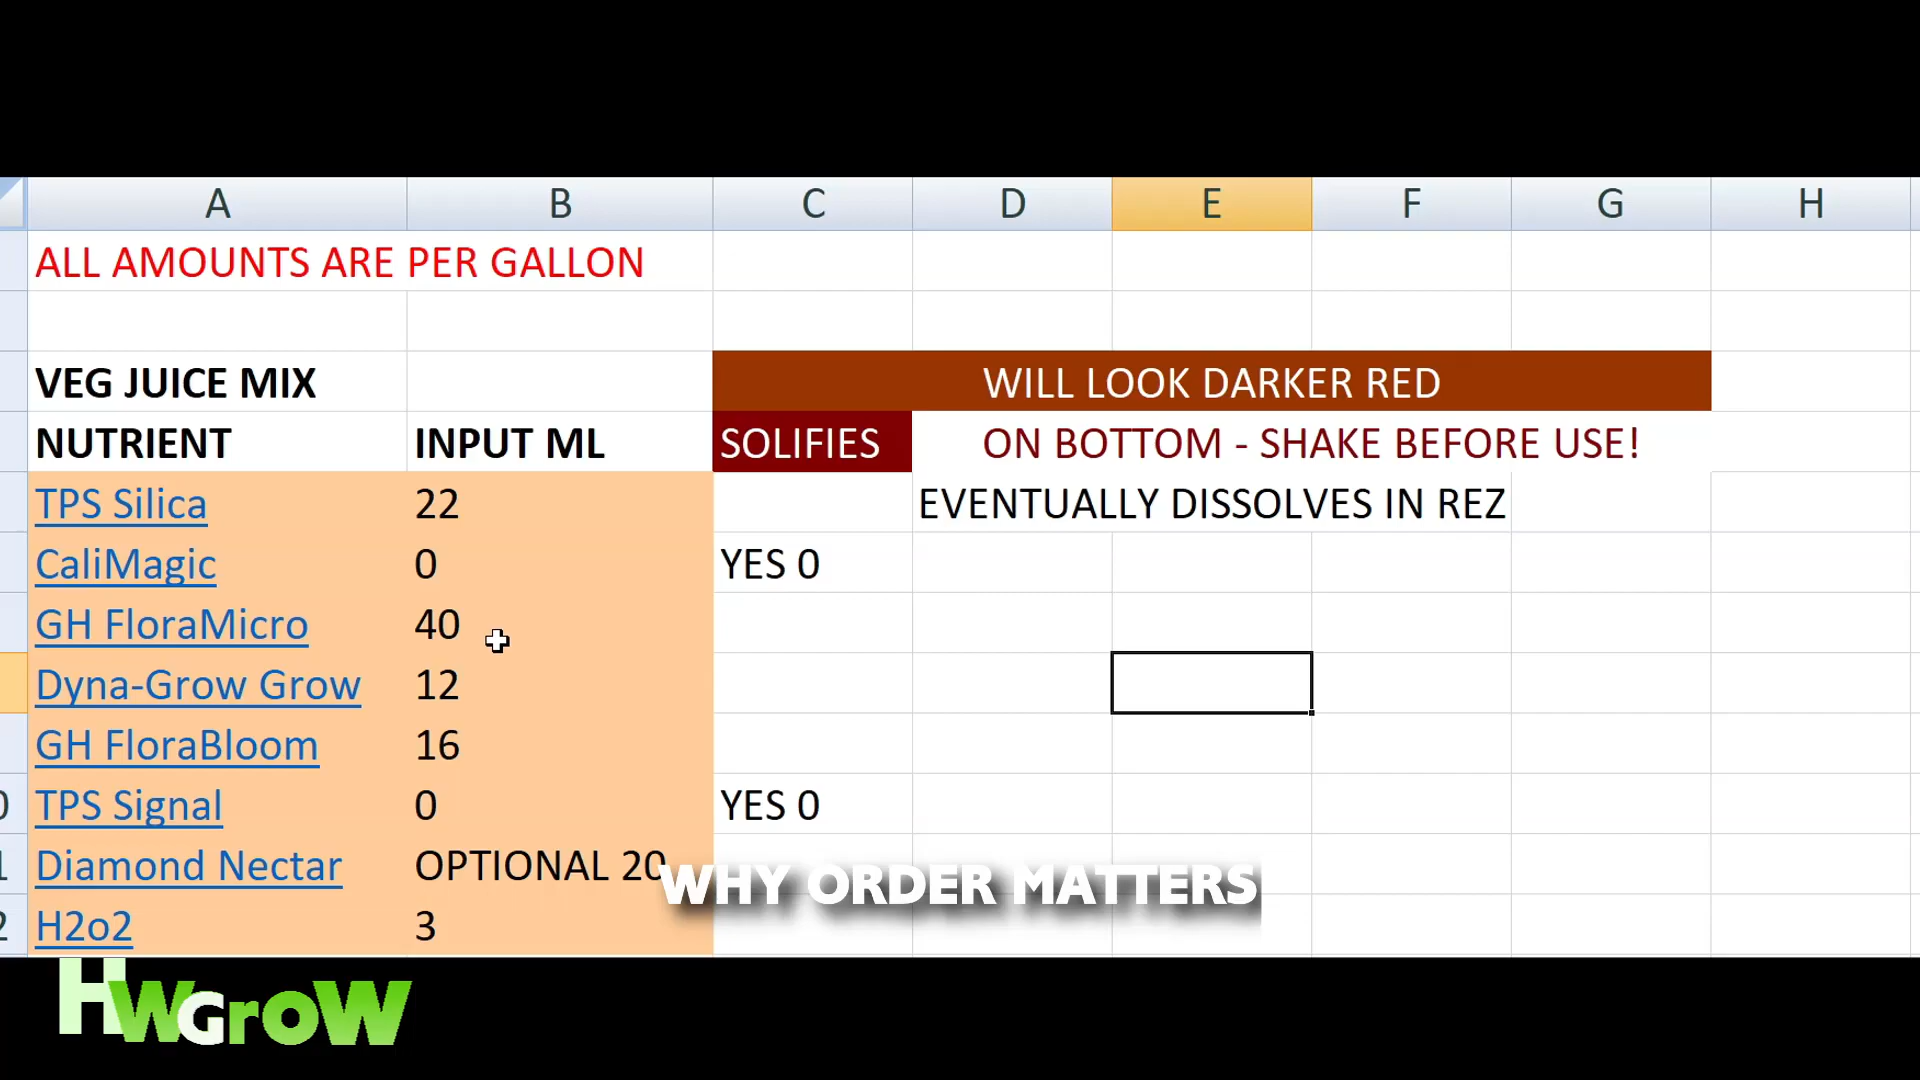 A B C D E F G H
ALL AMOUNTS ARE PER GALLON
VEG JUICE MIX WILL LOOK DARKER RED
NUTRIENT INPUT ML SOLIFIES ON BOTTOM - SHAKE BEFORE USE!
TPS Silica 22 EVENTUALLY DISSOLVES IN REZ
CaliMagic 0 YES 0
GH FloraMicro 40
Dyna-Grow Grow 12
GH FloraBloom 16
0 TPS Signal 0 YES 0
1 Diamond Nectar OPTIONAL 20
WHY ORDER MATTERS
2 H2o2 3
HWGroW